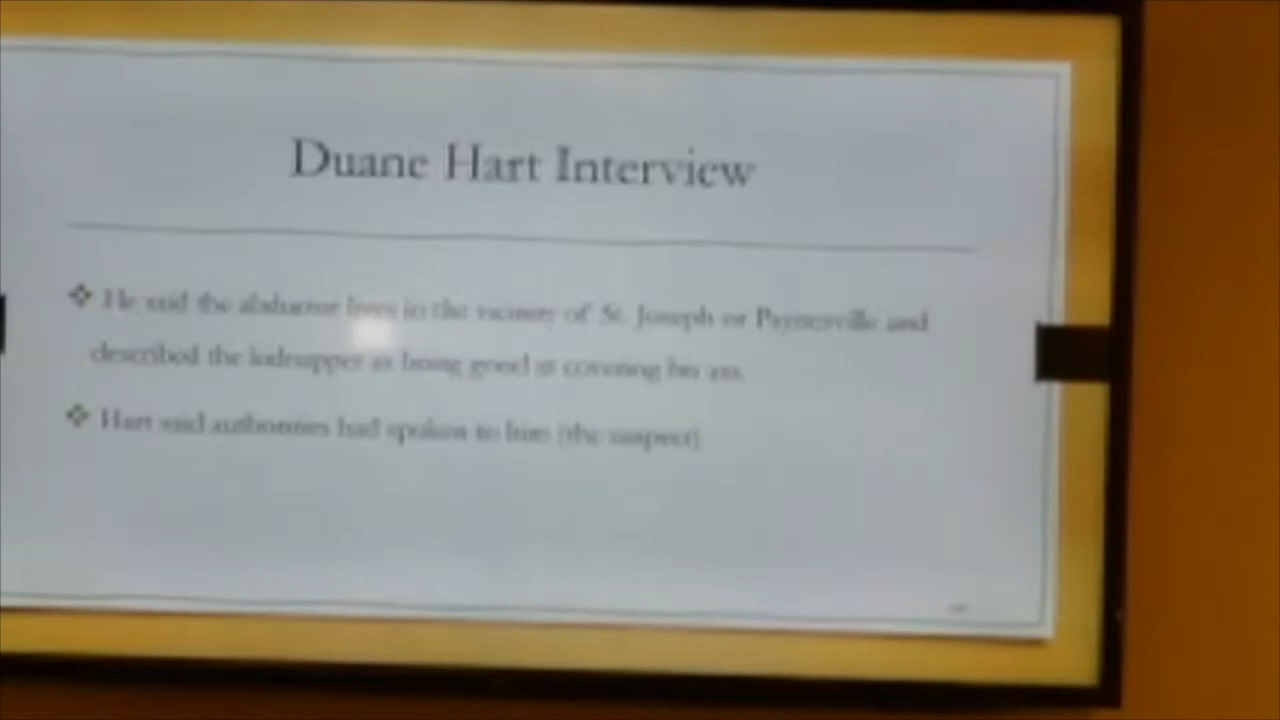 Duane Hart Interview
He said the abductor lives in the vicinity of St. Joseph or Paynesville and
described the kidnapper as being good at covering his ass.
Hart said authorities had spoken to him (the suspect)